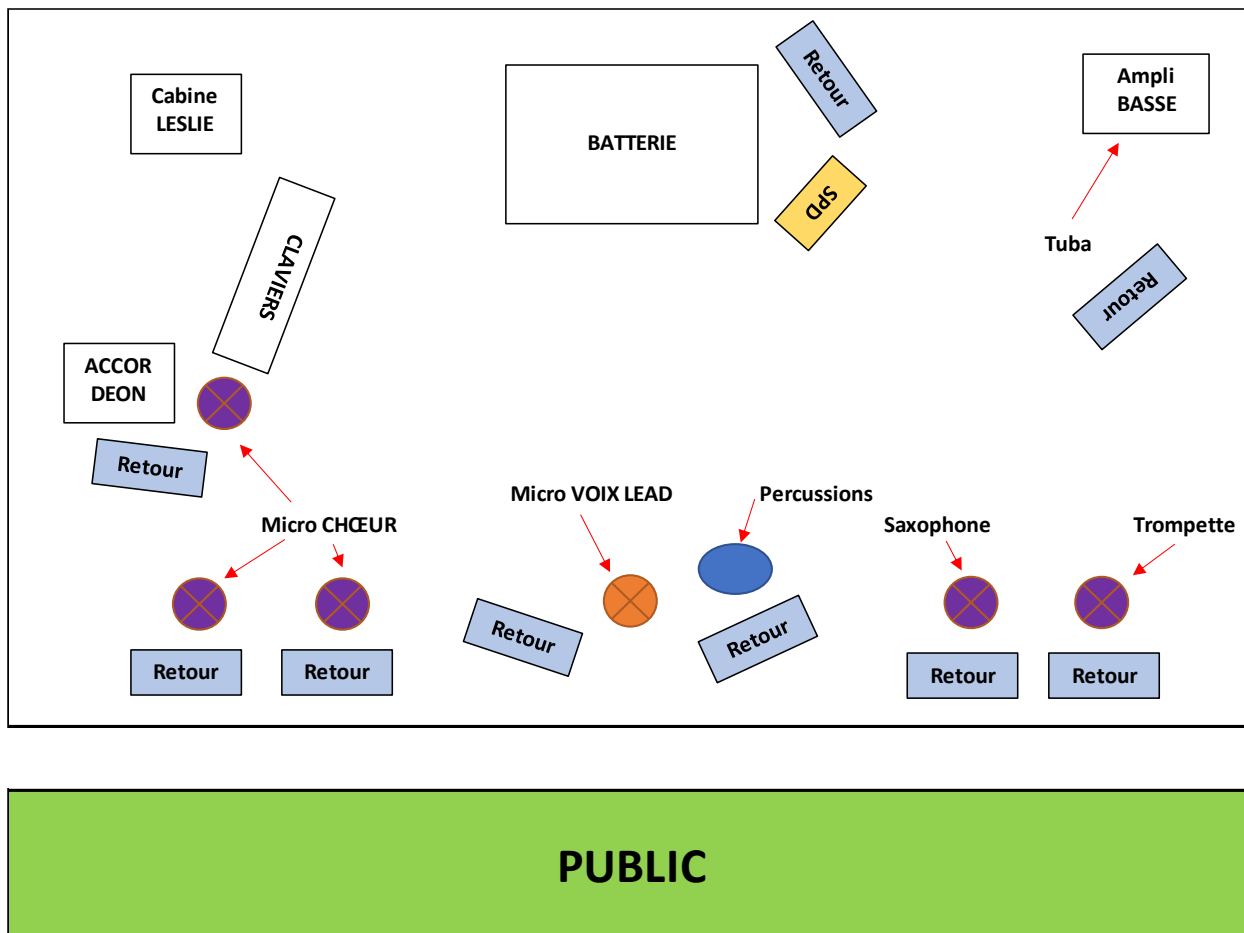 Cabine
LESLIE
BATTERIE
Retour
SPD
Ampli
BASSE
Tuba
Retour
CLAVIERS
ACCOR
DEON
Retour
Micro CHŒUR
Micro VOIX LEAD
Percussions
Saxophone
Trompette
Retour
Retour
Retour
Retour
Retour
Retour
PUBLIC